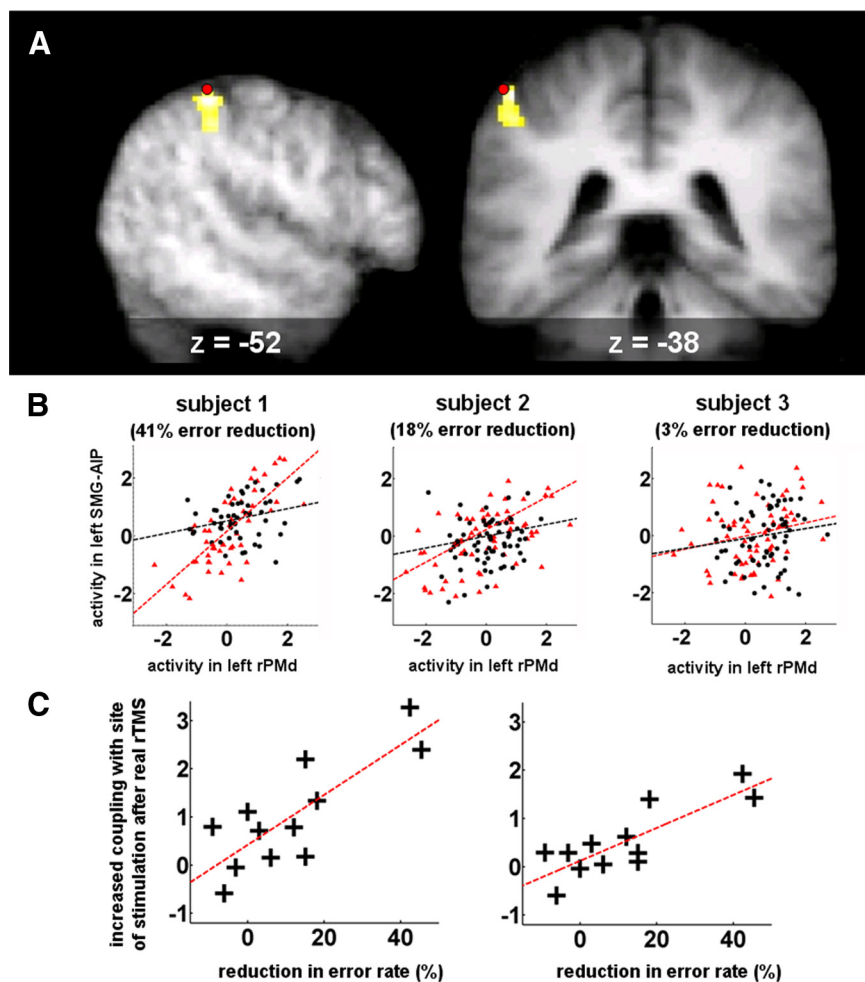 A
z = -52
z = -38
B
subject 1
(41% error reduction)
subject 2
(18% error reduction)
subject 3
(3% error reduction)
activity in left SMG-AIP
2
0
-2
-2 0 2
activity in left rPMd
2
0
-2
-2 0 2
activity in left rPMd
2
0
-2
-2 0 2
activity in left rPMd
C
increased coupling with site
of stimulation after real rTMS
3
2
1
0
-1
0 20 40
reduction in error rate (%)
3
2
1
0
-1
0 20 40
reduction in error rate (%)